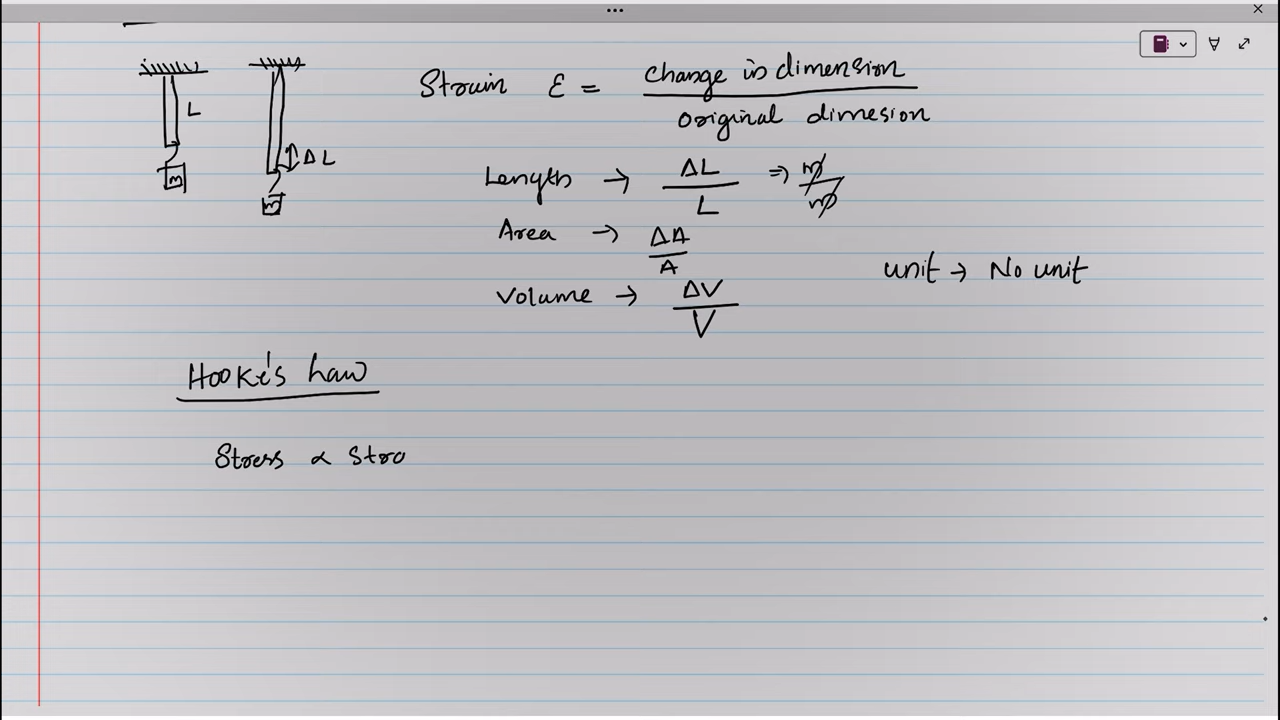 Strain ε = change in dimension / original dimesion
L
ΔL
m
m
Length → ΔL / L ⇒ m / m
Area → ΔA / A
unit → No unit
Volume → ΔV / V
Hooke's Law
Stress ∝ Stra